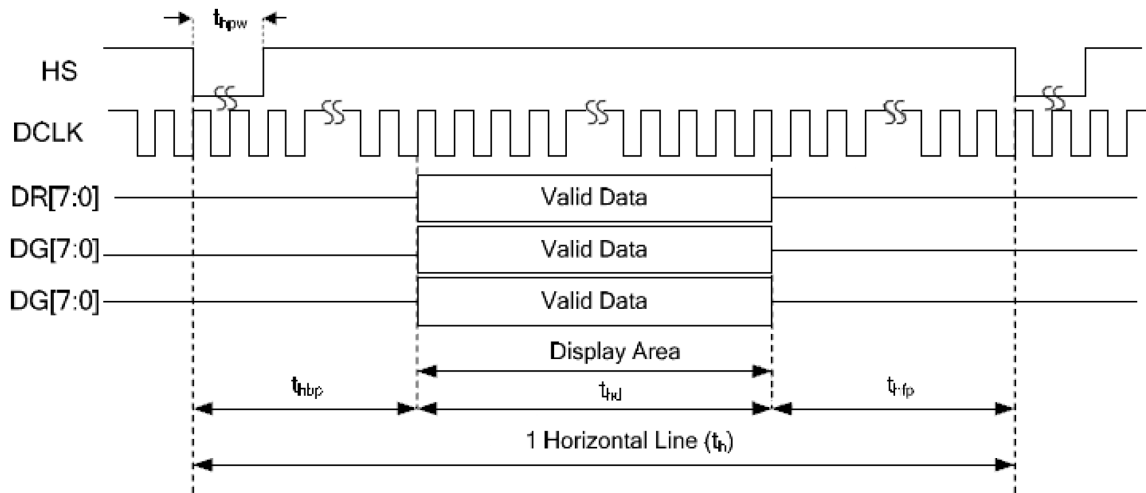 thpw
HS
DCLK
DR[7:0]
Valid Data
DG[7:0]
Valid Data
DG[7:0]
Valid Data
Display Area
thbp
thd
thfp
1 Horizontal Line (th)